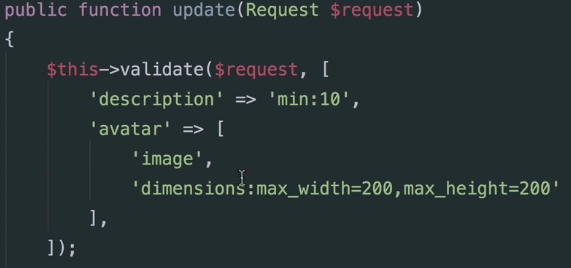 public function update(Request $request)
{
$this->validate($request, [
'description' => 'min:10',
'avatar' => [
'image',
'dimensions:max_width=200,max_height=200'
],
]);